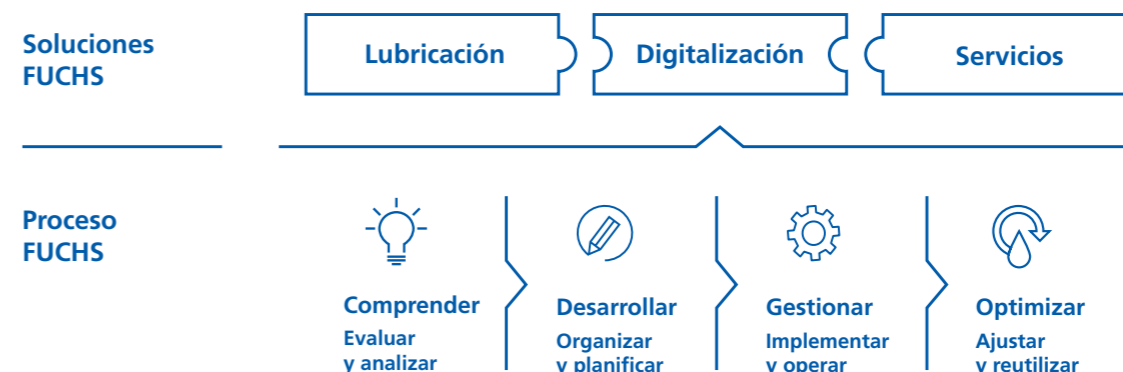 Soluciones
FUCHS
Lubricación
Digitalización
Servicios
Proceso
FUCHS
Comprender
Evaluar
y analizar
Desarrollar
Organizar
y planificar
Gestionar
Implementar
y operar
Optimizar
Ajustar
y reutilizar